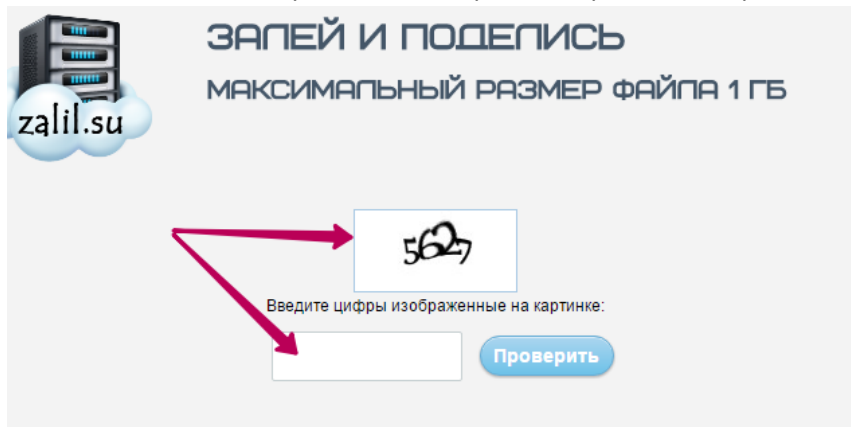 ЗАЛЕЙ И ПОДЕЛИСЬ
МАКСИМАЛЬНЫЙ РАЗМЕР ФАЙЛА 1 ГБ
zalil.su
5627
Введите цифры изображенные на картинке:
Проверить